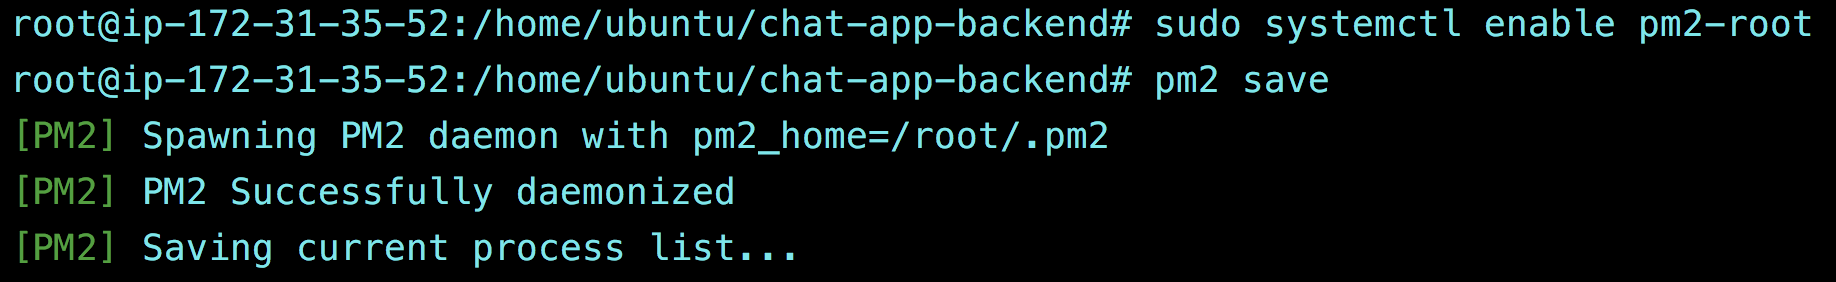 root@ip-172-31-35-52:/home/ubuntu/chat-app-backend# sudo systemctl enable pm2-root
root@ip-172-31-35-52:/home/ubuntu/chat-app-backend# pm2 save
[PM2] Spawning PM2 daemon with pm2_home=/root/.pm2
[PM2] PM2 Successfully daemonized
[PM2] Saving current process list...